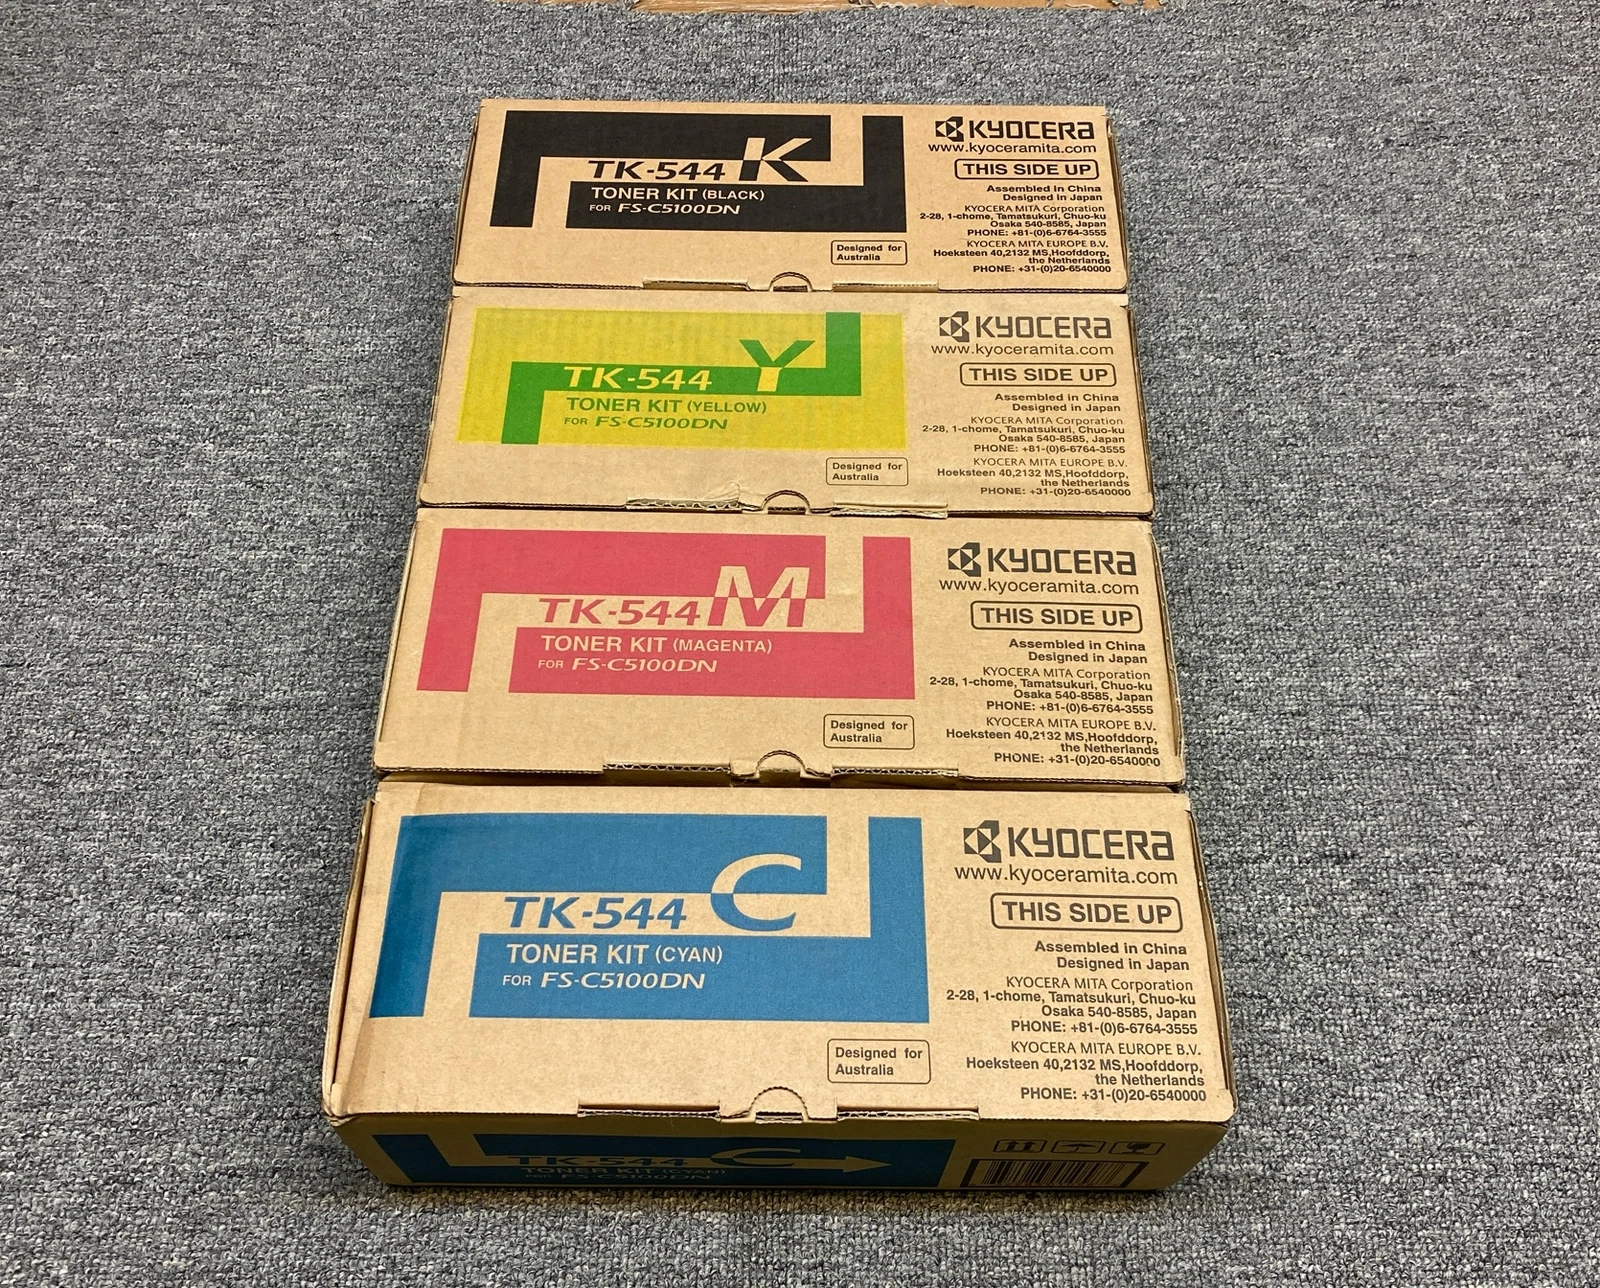 KYOCERA
www.kyoceramita.com
TK-544 K
THIS SIDE UP
TONER KIT (BLACK)
FOR FS-C5100DN
Assembled in China
Designed in Japan
KYOCERA MITA Corporation
2-28, 1-chome, Tamatsukuri, Chuo-ku
Osaka 540-8585, Japan
PHONE: +81-(0)6-6764-3555
Designed for
Australia
KYOCERA MITA EUROPE B.V.
Hoeksteen 40,2132 MS,Hoofddorp,
the Netherlands
PHONE: +31-(0)20-6540000
KYOCERA
www.kyoceramita.com
TK-544 Y
THIS SIDE UP
TONER KIT (YELLOW)
FOR FS-C5100DN
Assembled in China
Designed in Japan
KYOCERA MITA Corporation
2-28, 1-chome, Tamatsukuri, Chuo-ku
Osaka 540-8585, Japan
PHONE: +81-(0)6-6764-3555
Designed for
Australia
KYOCERA MITA EUROPE B.V.
Hoeksteen 40,2132 MS,Hoofddorp,
the Netherlands
PHONE: +31-(0)20-6540000
KYOCERA
www.kyoceramita.com
TK-544 M
THIS SIDE UP
TONER KIT (MAGENTA)
FOR FS-C5100DN
Assembled in China
Designed in Japan
KYOCERA MITA Corporation
2-28, 1-chome, Tamatsukuri, Chuo-ku
Osaka 540-8585, Japan
PHONE: +81-(0)6-6764-3555
Designed for
Australia
KYOCERA MITA EUROPE B.V.
Hoeksteen 40,2132 MS,Hoofddorp,
the Netherlands
PHONE: +31-(0)20-6540000
KYOCERA
www.kyoceramita.com
TK-544 C
THIS SIDE UP
TONER KIT (CYAN)
FOR FS-C5100DN
Assembled in China
Designed in Japan
KYOCERA MITA Corporation
2-28, 1-chome, Tamatsukuri, Chuo-ku
Osaka 540-8585, Japan
PHONE: +81-(0)6-6764-3555
Designed for
Australia
KYOCERA MITA EUROPE B.V.
Hoeksteen 40,2132 MS,Hoofddorp,
the Netherlands
PHONE: +31-(0)20-6540000
TK-544 C
TONER KIT (CYAN)
FOR FS-C5100DN